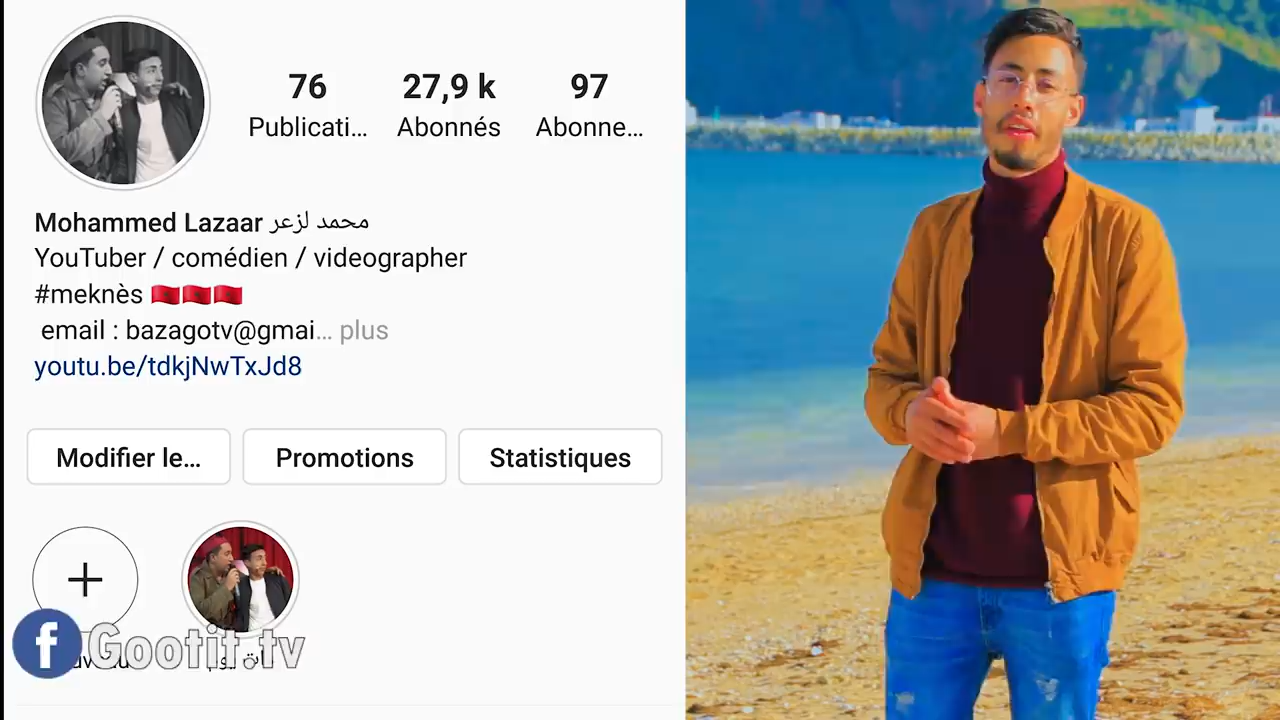 76
27,9 k
97
Publicati...
Abonnés
Abonne...
Mohammed Lazaar محمد لزعر
YouTuber / comédien / videographer
#meknès 🇲🇦🇲🇦🇲🇦
email : bazagotv@gmai... plus
youtu.be/tdkjNwTxJd8
Modifier le...
Promotions
Statistiques
f Gootit tv